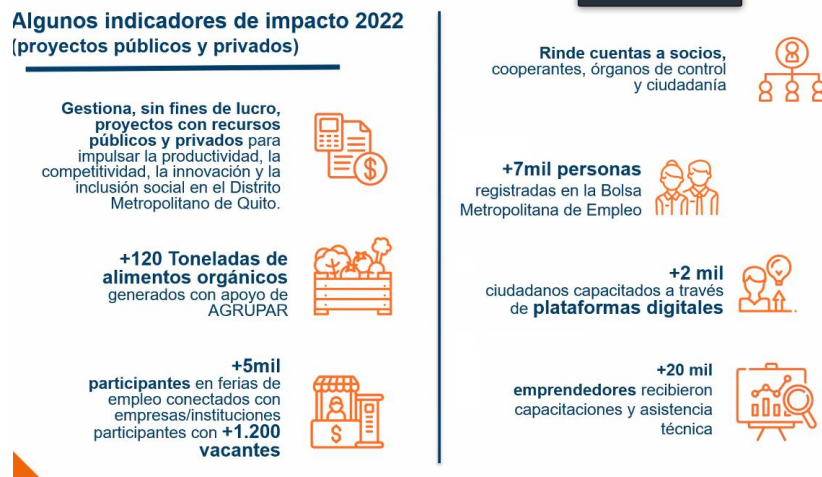 Algunos indicadores de impacto 2022
(proyectos públicos y privados)
Gestiona, sin fines de lucro,
proyectos con recursos
públicos y privados para
impulsar la productividad, la
competitividad, la innovación y la
inclusión social en el Distrito
Metropolitano de Quito.
+120 Toneladas de
alimentos orgánicos
generados con apoyo de
AGRUPAR
+5mil
participantes en ferias de
empleo conectados con
empresas/instituciones
participantes con +1.200
vacantes
Rinde cuentas a socios,
cooperantes, órganos de control
y ciudadanía
+7mil personas
registradas en la Bolsa
Metropolitana de Empleo
+2 mil
ciudadanos capacitados a través
de plataformas digitales
+20 mil
emprendedores recibieron
capacitaciones y asistencia
técnica